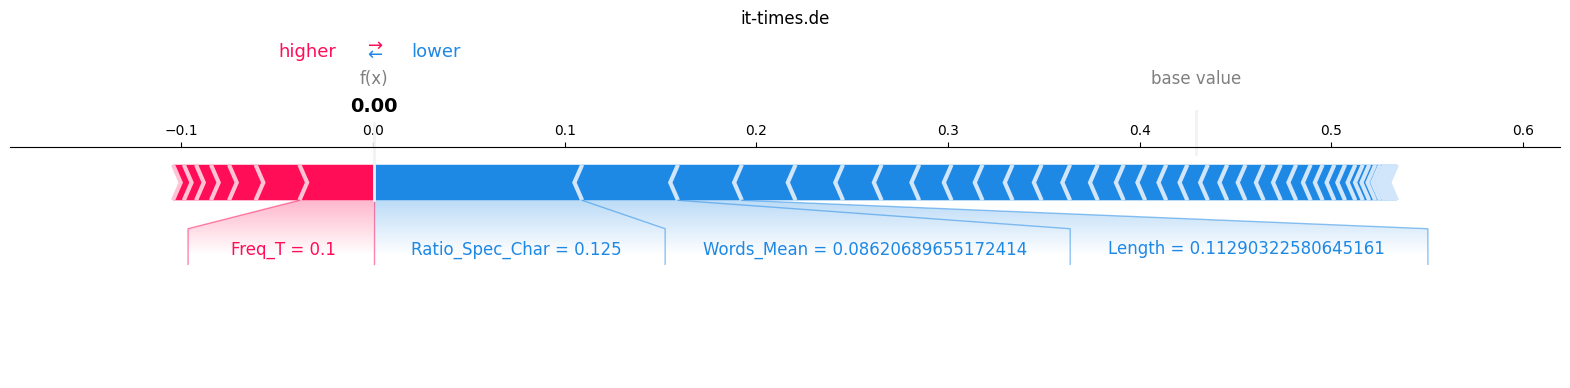 it-times.de
higher ⇄ lower
f(x) base value
0.00
−0.1 0.0 0.1 0.2 0.3 0.4 0.5 0.6
Freq_T = 0.1 Ratio_Spec_Char = 0.125 Words_Mean = 0.08620689655172414 Length = 0.11290322580645161